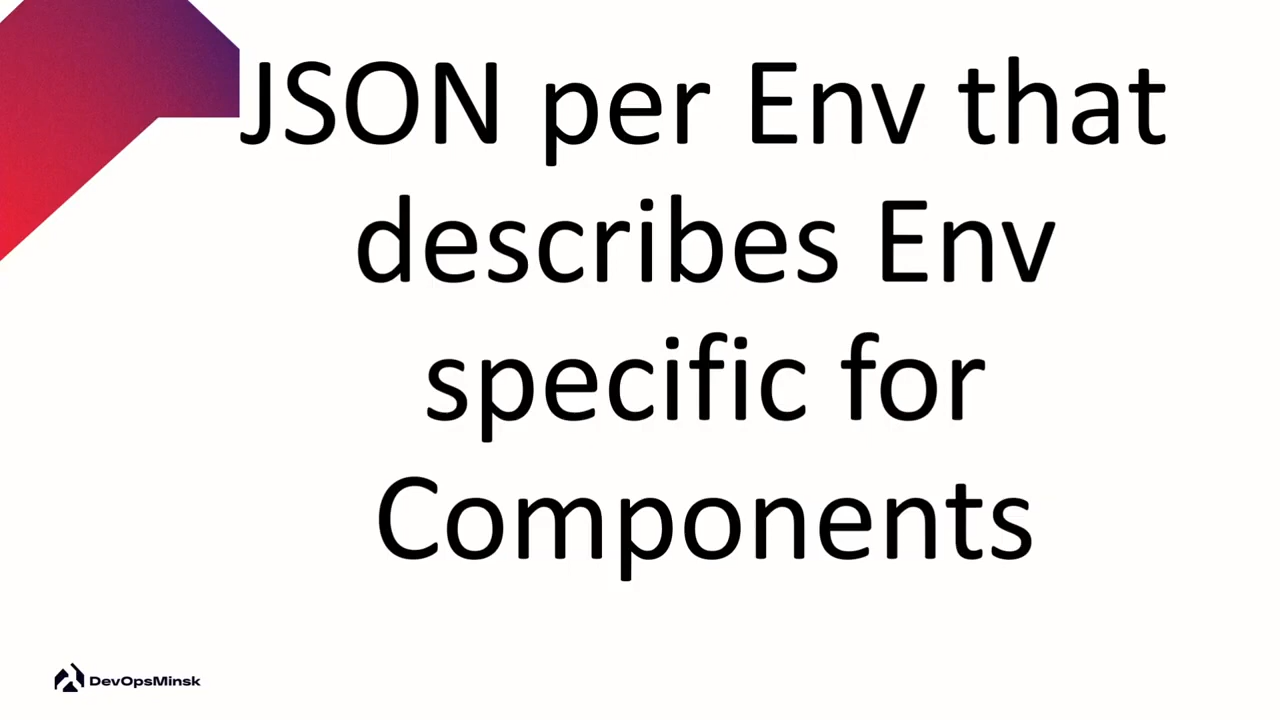 JSON per Env that
describes Env
specific for
Components
DevOpsMinsk